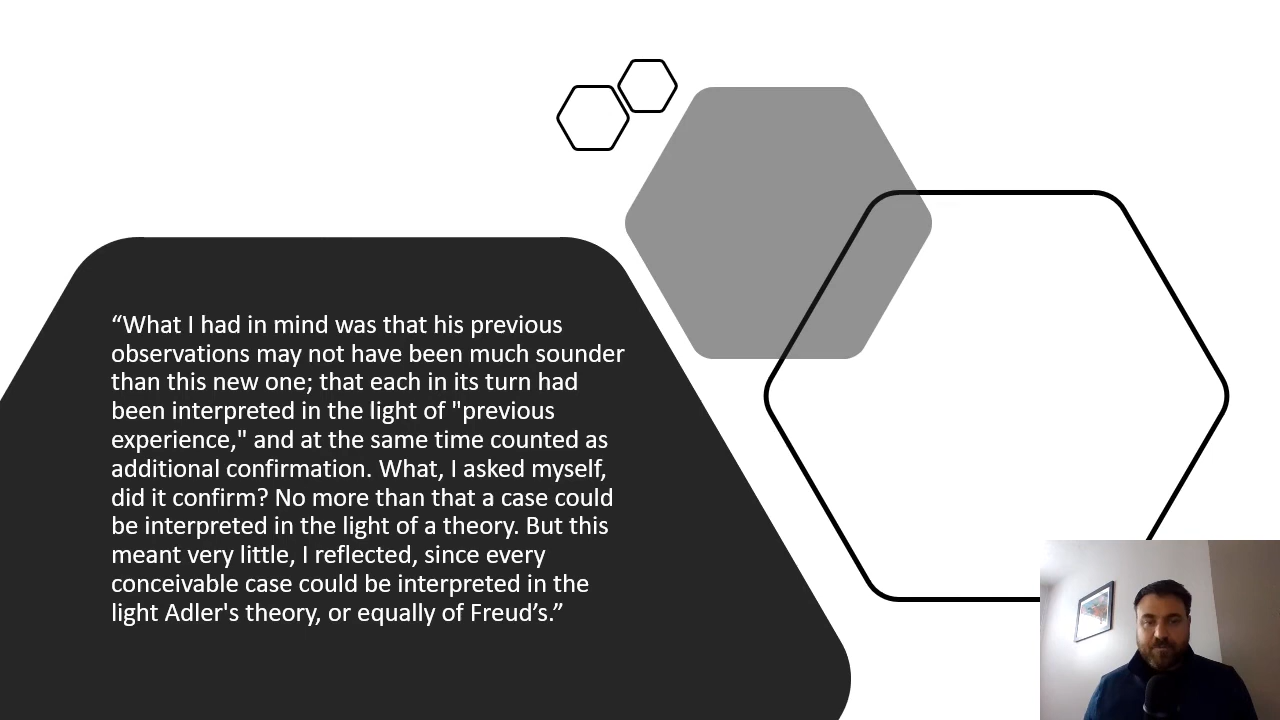 “What I had in mind was that his previous
observations may not have been much sounder
than this new one; that each in its turn had
been interpreted in the light of "previous
experience," and at the same time counted as
additional confirmation. What, I asked myself,
did it confirm? No more than that a case could
be interpreted in the light of a theory. But this
meant very little, I reflected, since every
conceivable case could be interpreted in the
light Adler's theory, or equally of Freud’s.”